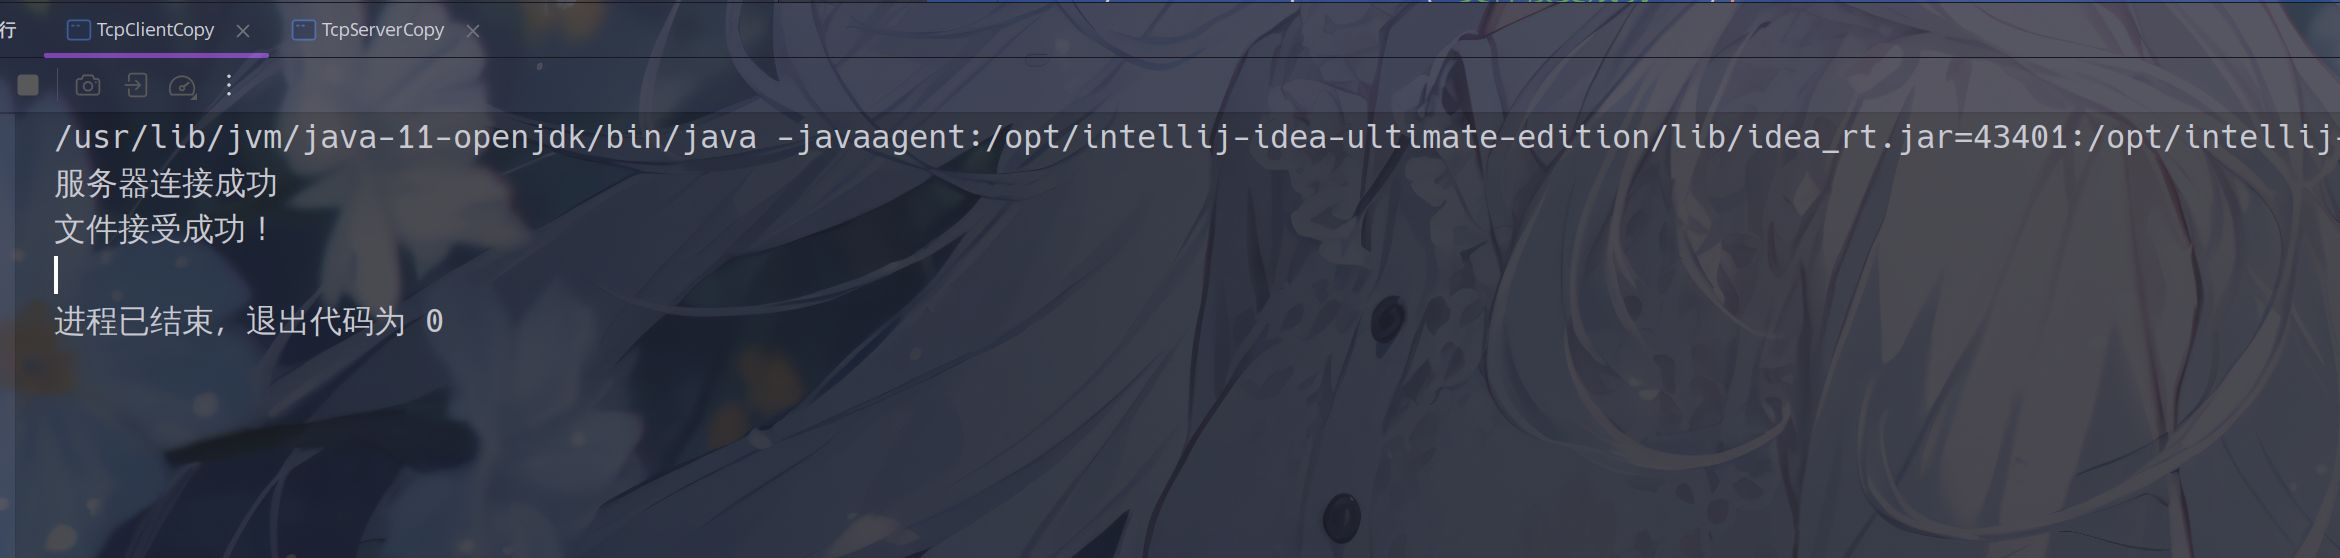 行 TcpClientCopy TcpServerCopy
/usr/lib/jvm/java-11-openjdk/bin/java -javaagent:/opt/intellij-idea-ultimate-edition/lib/idea_rt.jar=43401:/opt/intellij-
服务器连接成功
文件接受成功！
进程已结束，退出代码为 0